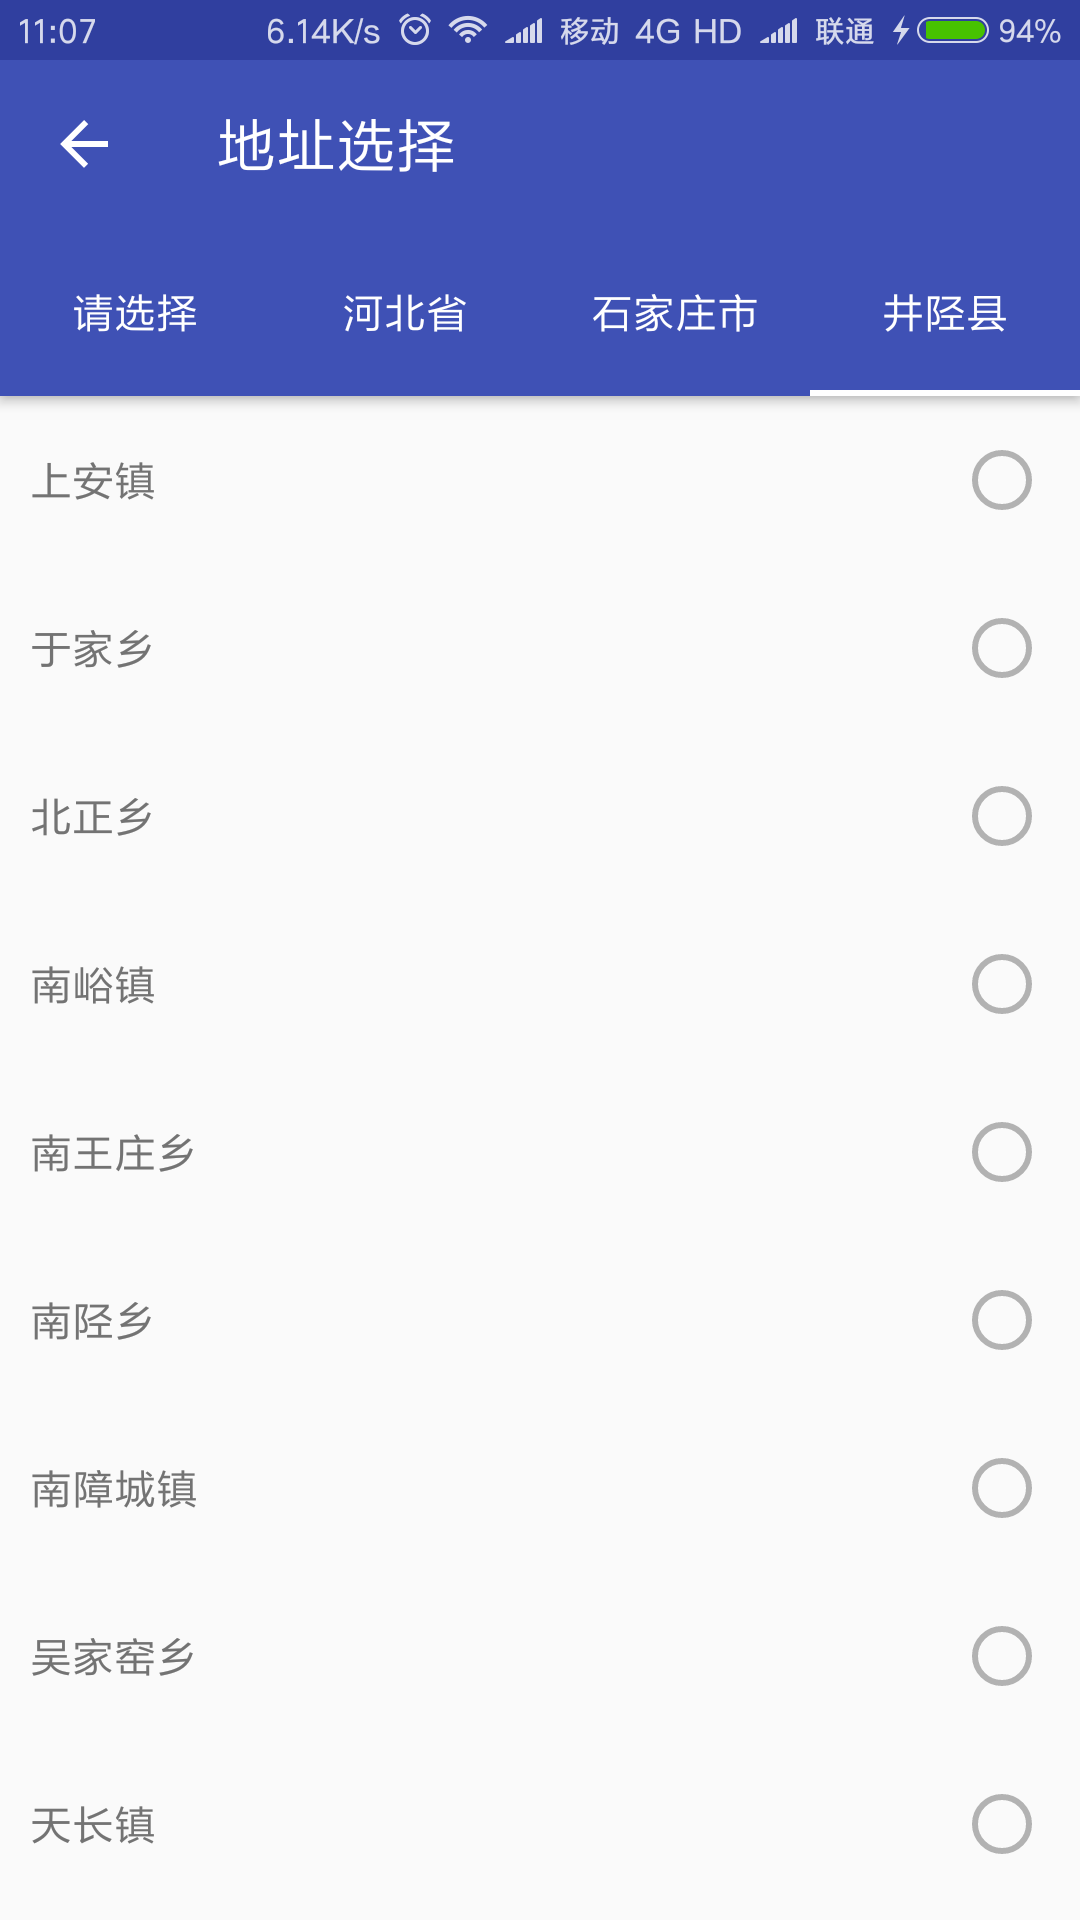 11:07 6.14K/s 移动 4G HD 联通 94%
地址选择
请选择 河北省 石家庄市 井陉县
上安镇
于家乡
北正乡
南峪镇
南王庄乡
南陉乡
南障城镇
吴家窑乡
天长镇